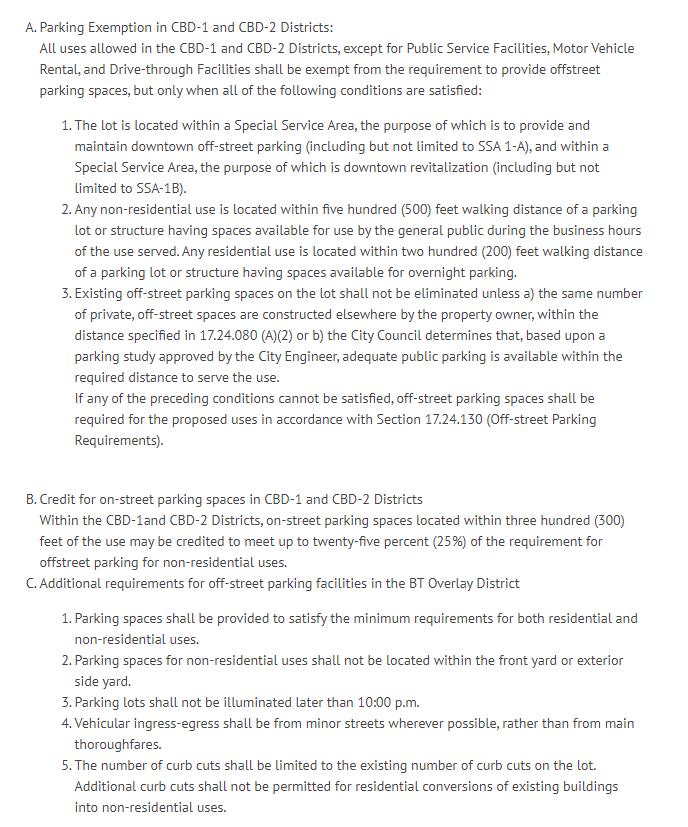 A. Parking Exemption in CBD-1 and CBD-2 Districts:
All uses allowed in the CBD-1 and CBD-2 Districts, except for Public Service Facilities, Motor Vehicle
Rental, and Drive-through Facilities shall be exempt from the requirement to provide offstreet
parking spaces, but only when all of the following conditions are satisfied:
1. The lot is located within a Special Service Area, the purpose of which is to provide and
maintain downtown off-street parking (including but not limited to SSA 1-A), and within a
Special Service Area, the purpose of which is downtown revitalization (including but not
limited to SSA-1B).
2. Any non-residential use is located within five hundred (500) feet walking distance of a parking
lot or structure having spaces available for use by the general public during the business hours
of the use served. Any residential use is located within two hundred (200) feet walking distance
of a parking lot or structure having spaces available for overnight parking.
3. Existing off-street parking spaces on the lot shall not be eliminated unless a) the same number
of private, off-street spaces are constructed elsewhere by the property owner, within the
distance specified in 17.24.080 (A)(2) or b) the City Council determines that, based upon a
parking study approved by the City Engineer, adequate public parking is available within the
required distance to serve the use.
If any of the preceding conditions cannot be satisfied, off-street parking spaces shall be
required for the proposed uses in accordance with Section 17.24.130 (Off-street Parking
Requirements).
B. Credit for on-street parking spaces in CBD-1 and CBD-2 Districts
Within the CBD-1and CBD-2 Districts, on-street parking spaces located within three hundred (300)
feet of the use may be credited to meet up to twenty-five percent (25%) of the requirement for
offstreet parking for non-residential uses.
C. Additional requirements for off-street parking facilities in the BT Overlay District
1. Parking spaces shall be provided to satisfy the minimum requirements for both residential and
non-residential uses.
2. Parking spaces for non-residential uses shall not be located within the front yard or exterior
side yard.
3. Parking lots shall not be illuminated later than 10:00 p.m.
4. Vehicular ingress-egress shall be from minor streets wherever possible, rather than from main
thoroughfares.
5. The number of curb cuts shall be limited to the existing number of curb cuts on the lot.
Additional curb cuts shall not be permitted for residential conversions of existing buildings
into non-residential uses.